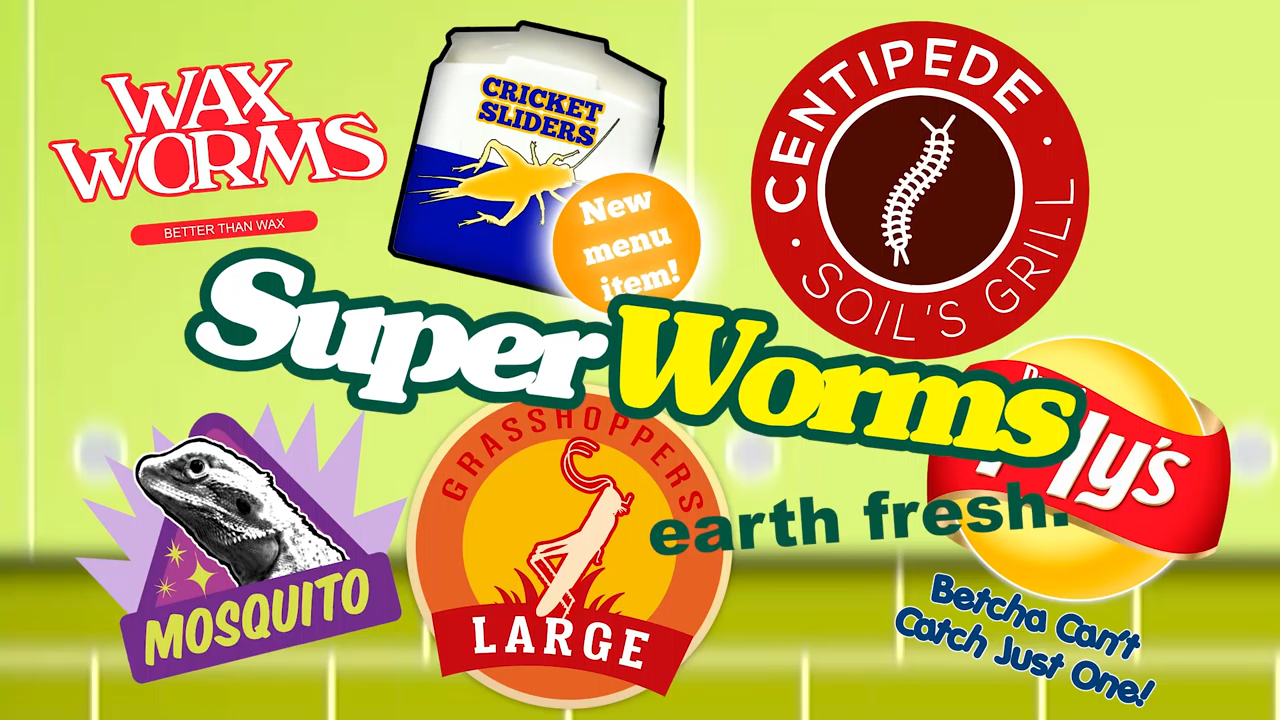 WAX
WORMS
BETTER THAN WAX
CRICKET
SLIDERS
New
menu
item!
CENTIPEDE
SOIL'S GRILL
Super Worms
earth fresh.
MOSQUITO
GRASSHOPPERS
LARGE
Betcha Can't
Catch Just One!